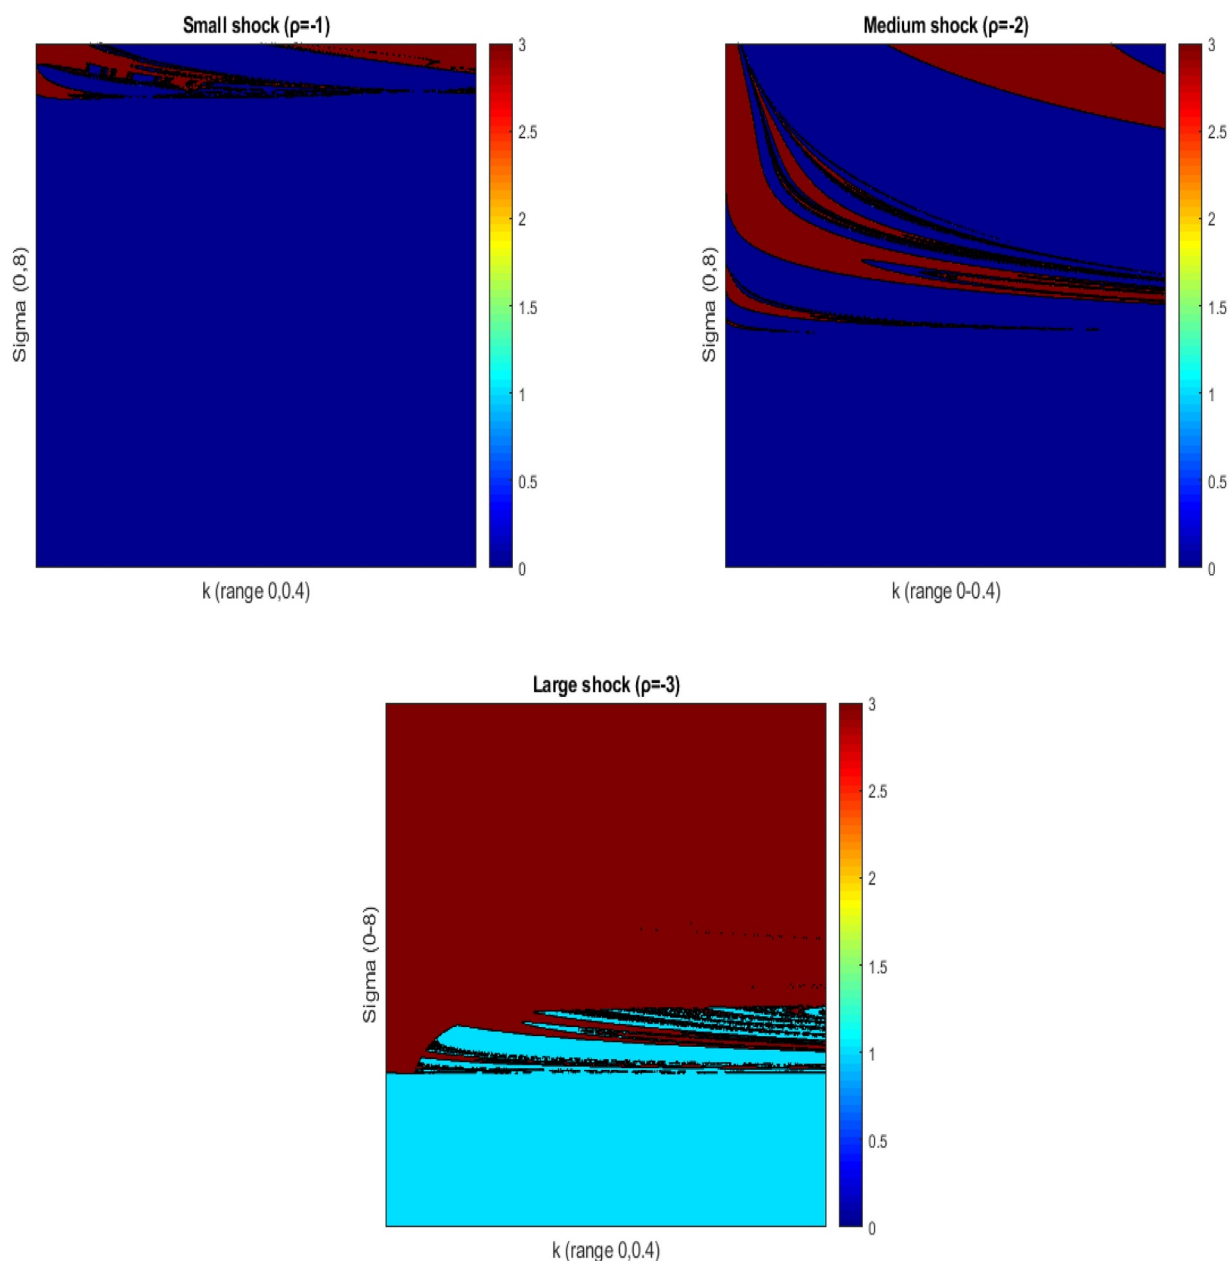 Small shock (ρ=-1)
3
2.5
2
1.5
1
0.5
0
Sigma (0,8)
k (range 0,0.4)
Medium shock (ρ=-2)
3
2.5
2
1.5
1
0.5
0
Sigma (0,8)
k (range 0-0.4)
Large shock (ρ=-3)
3
2.5
2
1.5
1
0.5
0
Sigma (0-8)
k (range 0,0.4)